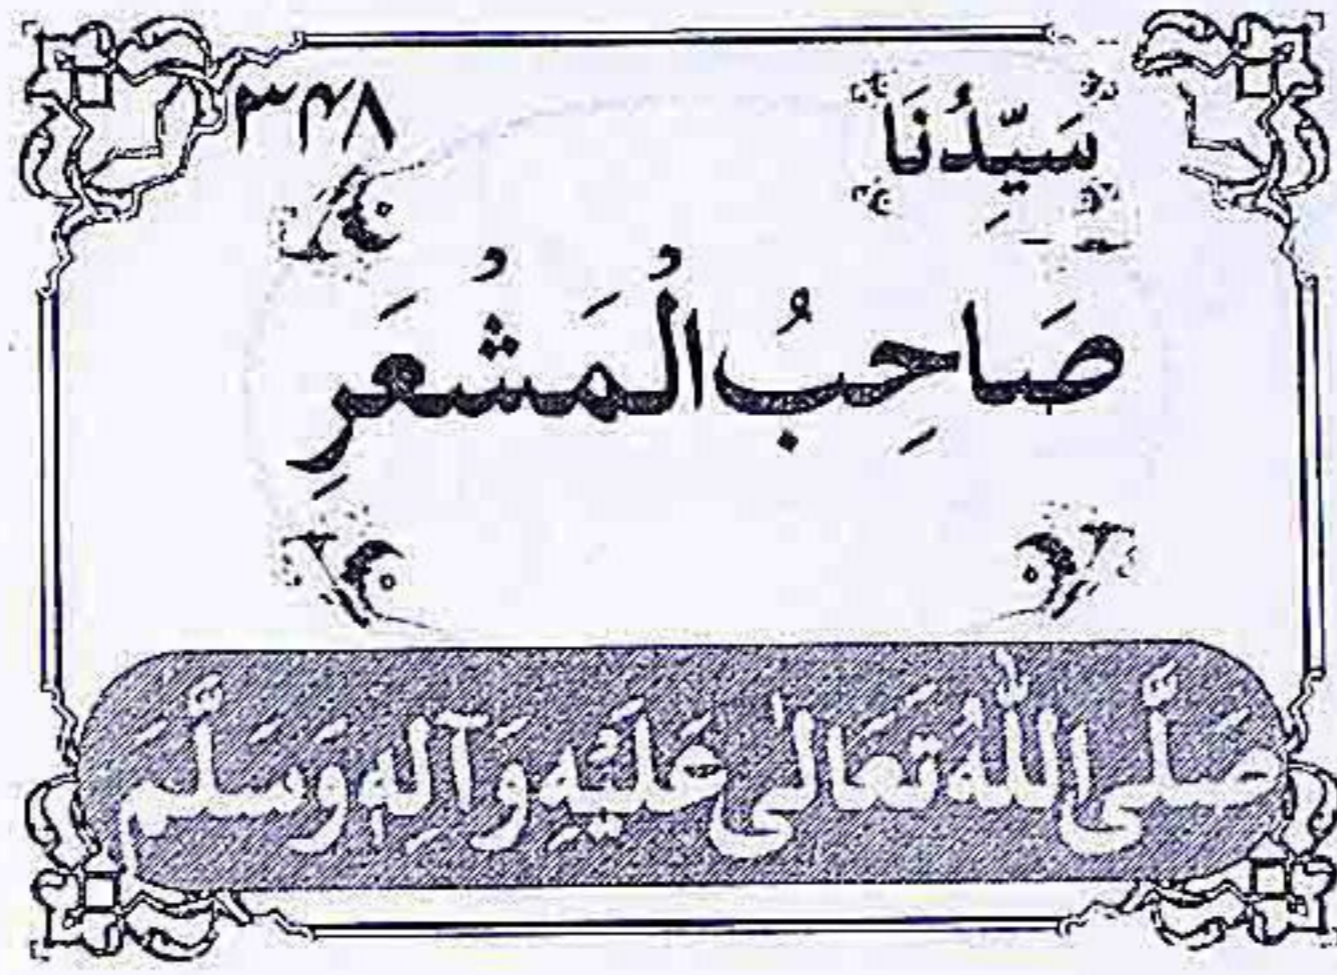 سَيِّدُنَا ٣٤٨
صَاحِبُ الْمَشْعَرِ
صَلَّى اللّٰهُ تَعَالٰى عَلَيْهِ وَآلِهٖ وَسَلَّمَ